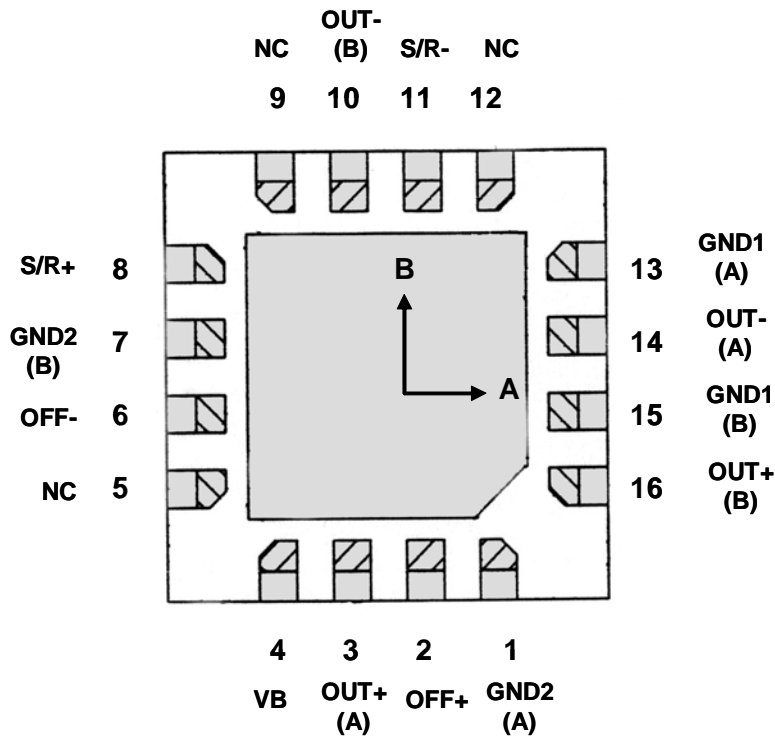 OUT-
NC (B) S/R- NC
9 10 11 12
S/R+ 8
GND2 7
(B)
OFF- 6
NC 5
B
A
13 GND1
(A)
14 OUT-
(A)
15 GND1
(B)
16 OUT+
(B)
4 3 2 1
VB OUT+ OFF+ GND2
(A) (A)